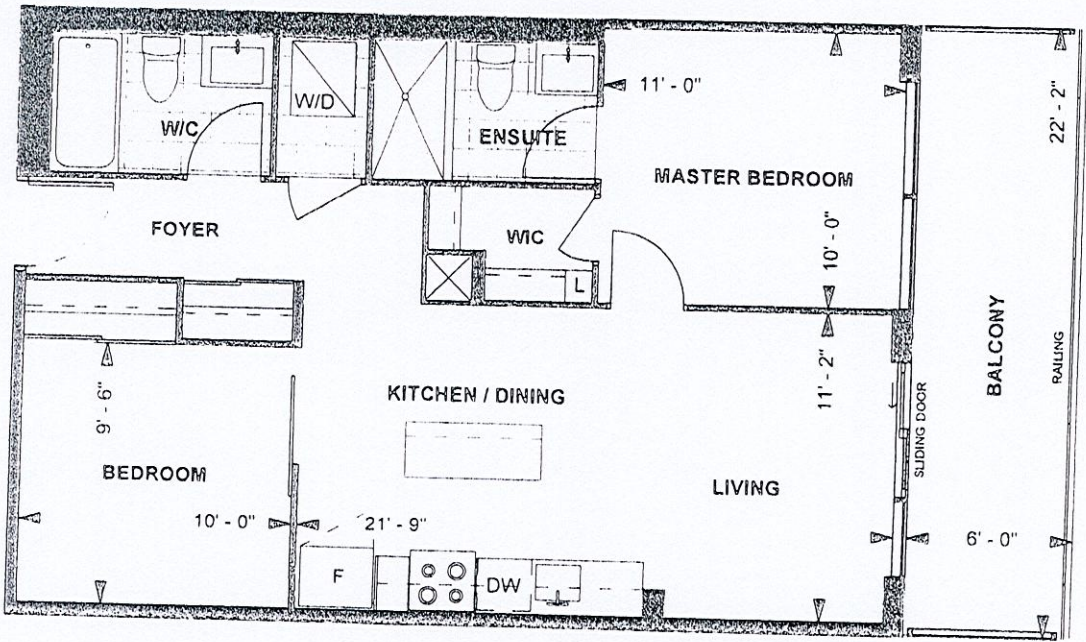 W/C
W/D
ENSUITE
11' - 0"
22' - 2"
MASTER BEDROOM
FOYER
WIC
10' - 0"
L
BALCONY
RAILING
11' - 2"
KITCHEN / DINING
9' - 6"
SLIDING DOOR
BEDROOM
LIVING
10' - 0"
21' - 9"
6' - 0"
F
DW